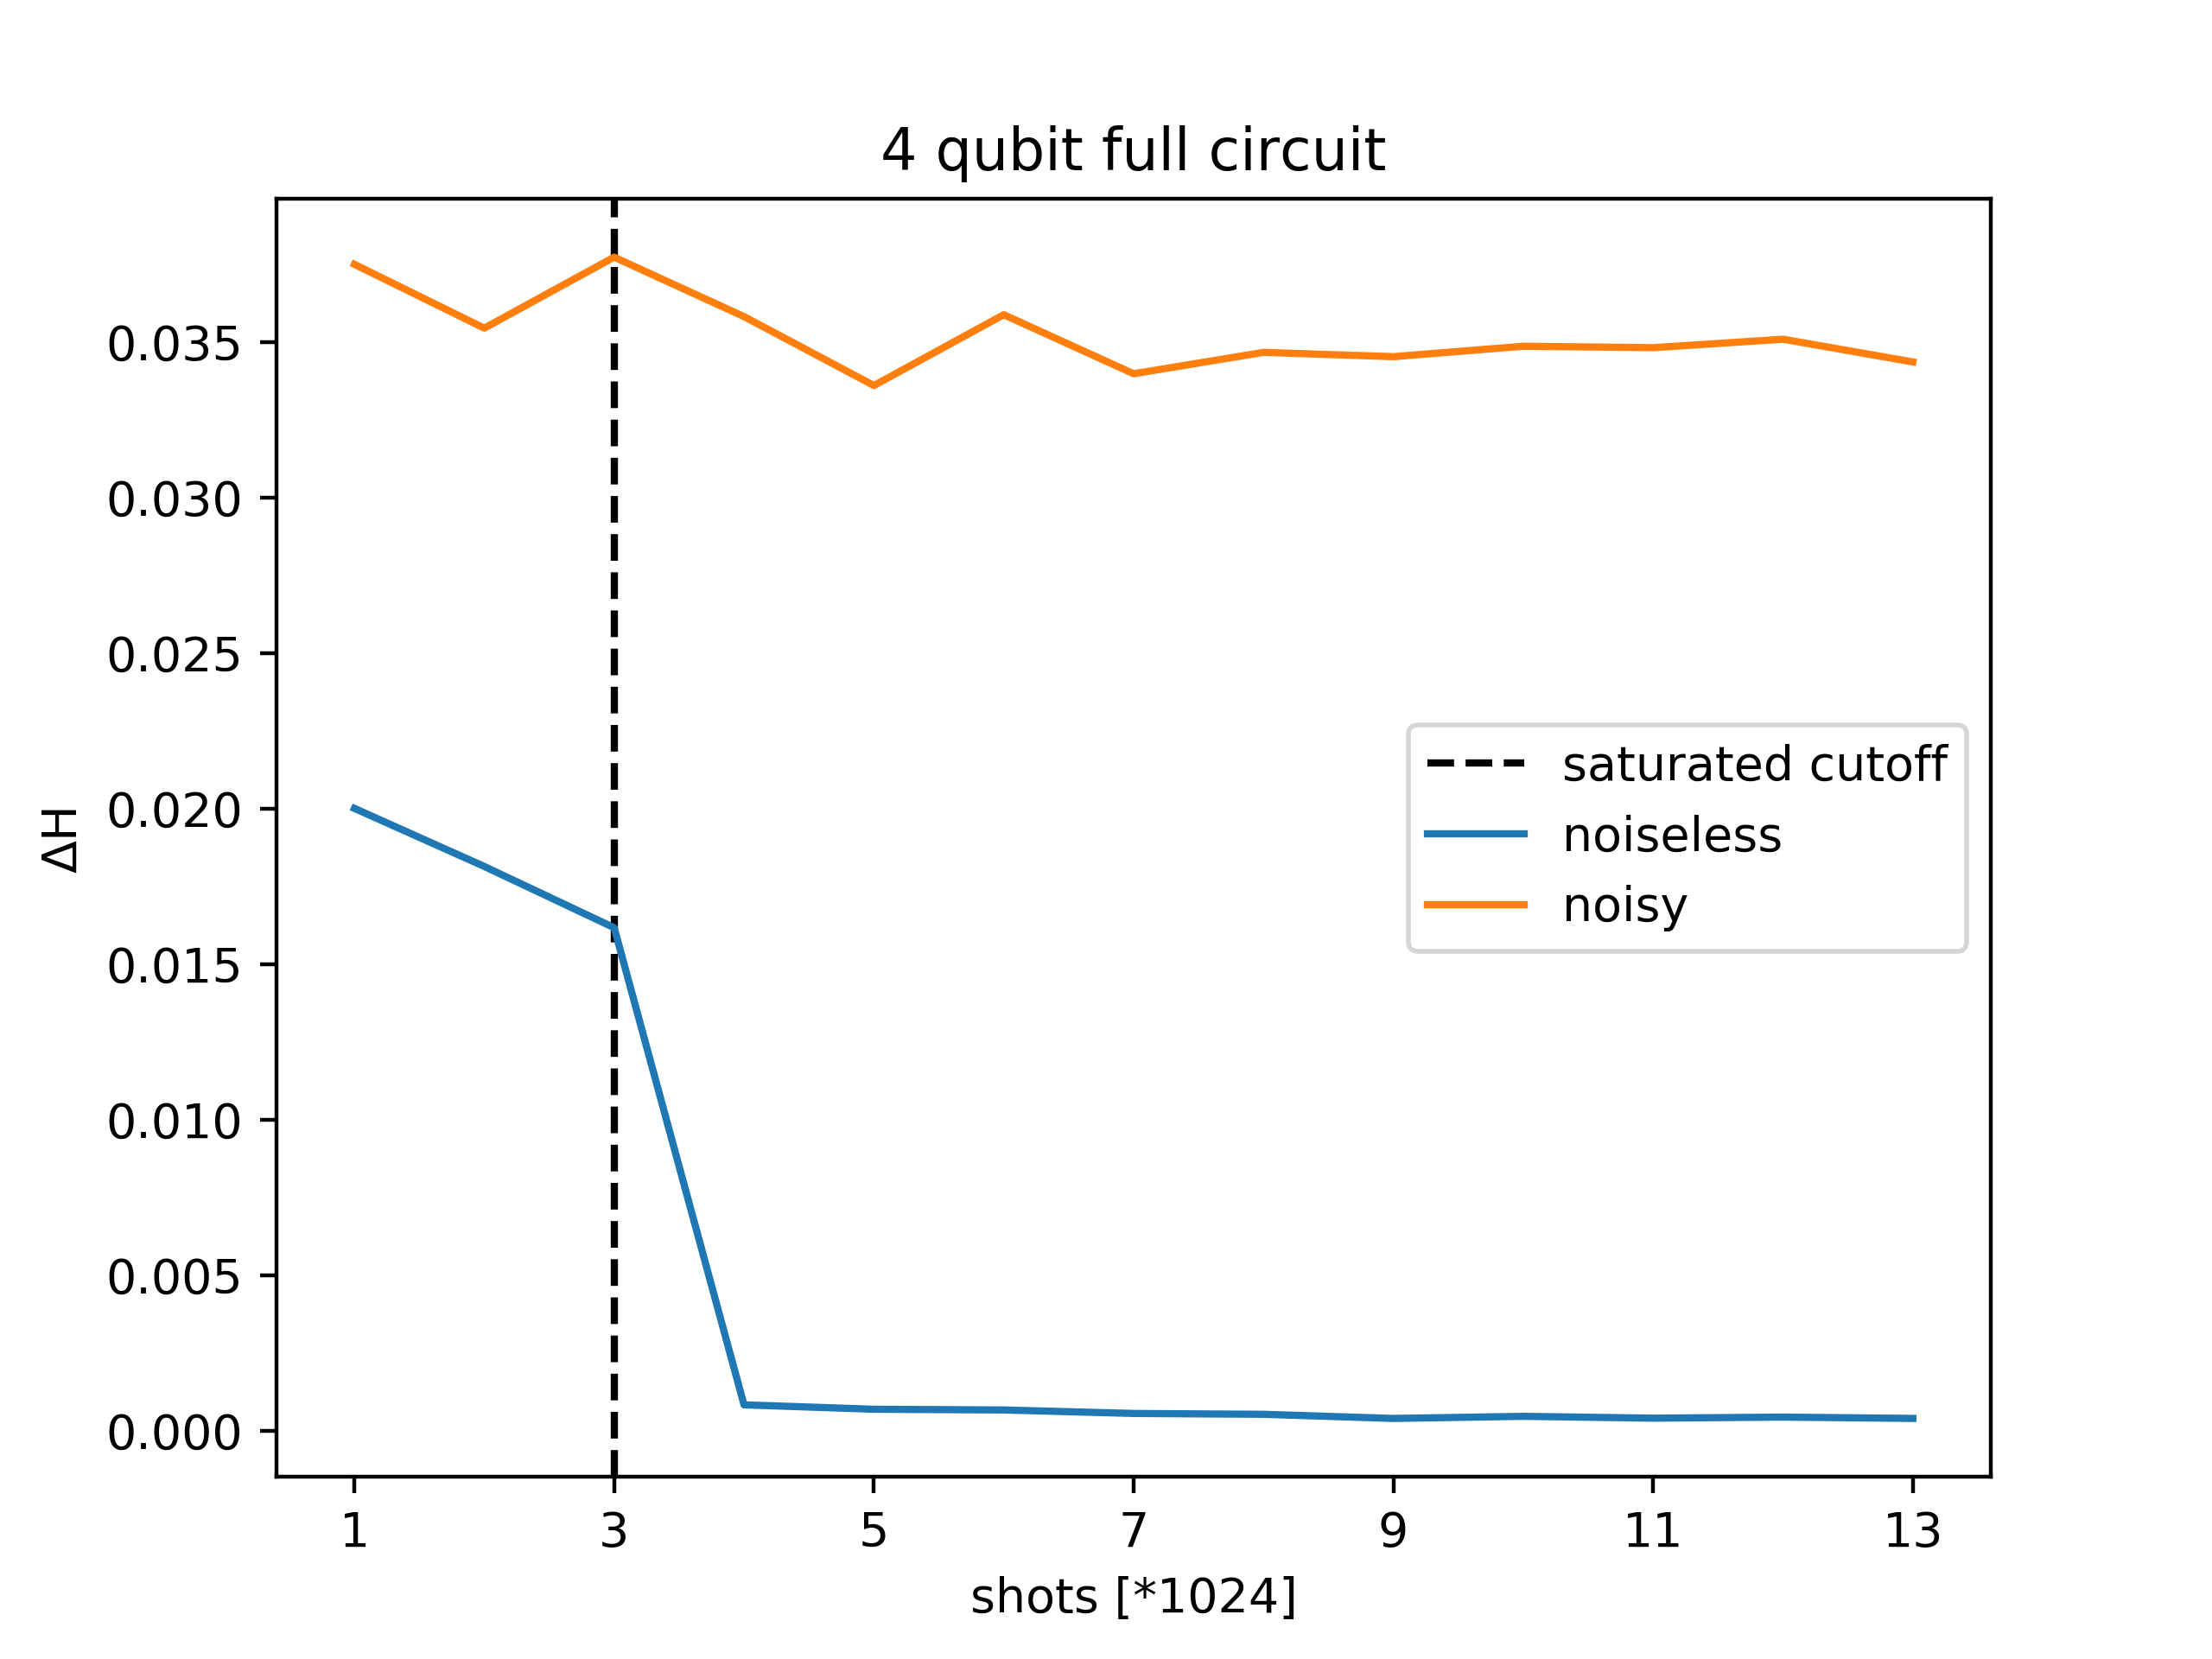 4 qubit full circuit
0.035
0.030
0.025
0.020
0.015
0.010
0.005
0.000
ΔH
saturated cutoff
noiseless
noisy
1 3 5 7 9 11 13
shots [*1024]